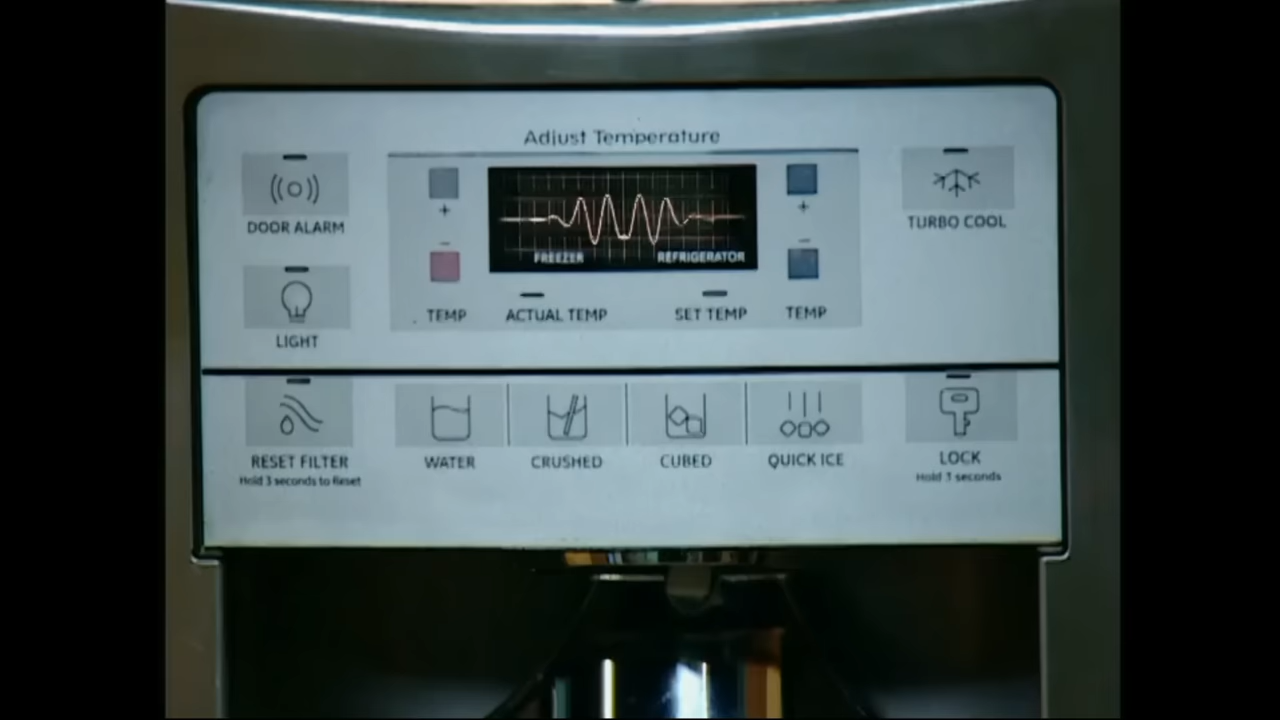 Adjust Temperature
DOOR ALARM
+
+
TURBO COOL
FREEZER REFRIGERATOR
−
−
TEMP ACTUAL TEMP SET TEMP TEMP
LIGHT
RESET FILTER
Hold 3 seconds to Reset
WATER
CRUSHED
CUBED
QUICK ICE
LOCK
Hold 3 seconds